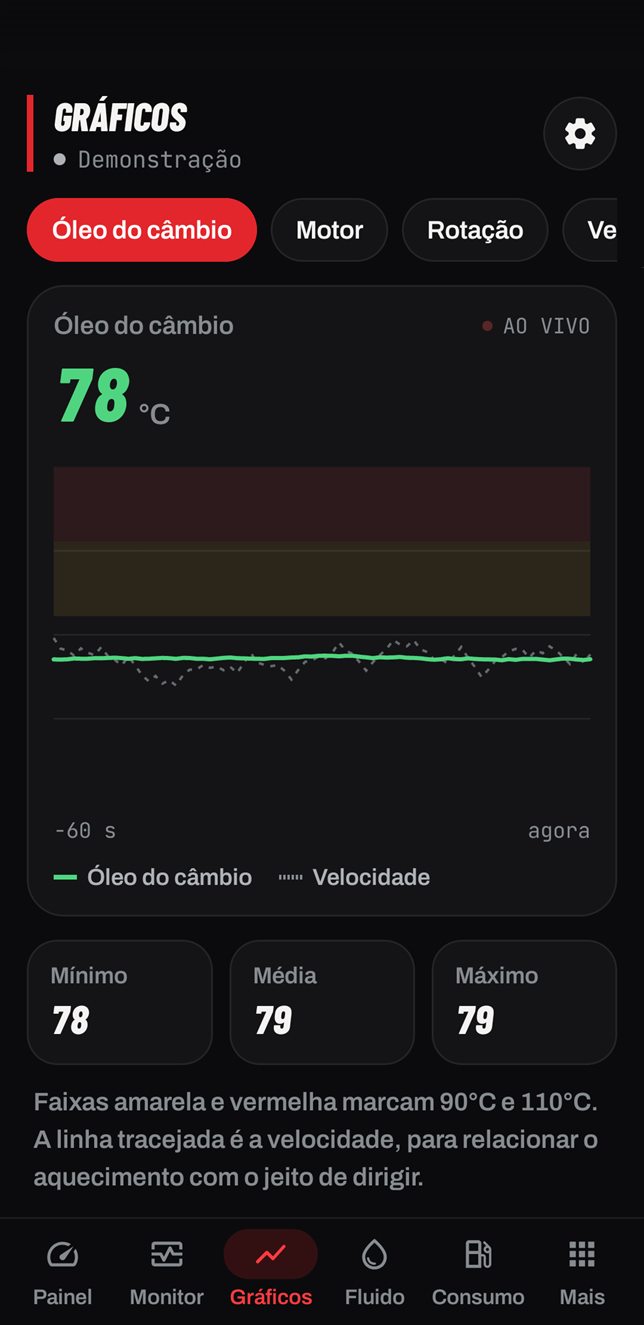 GRÁFICOS
Demonstração
Óleo do câmbio
Motor
Rotação
Ve
Óleo do câmbio
AO VIVO
78 °C
-60 s
agora
Óleo do câmbio
Velocidade
Mínimo
Média
Máximo
78
79
79
Faixas amarela e vermelha marcam 90°C e 110°C.
A linha tracejada é a velocidade, para relacionar o
aquecimento com o jeito de dirigir.
Painel
Monitor
Gráficos
Fluido
Consumo
Mais